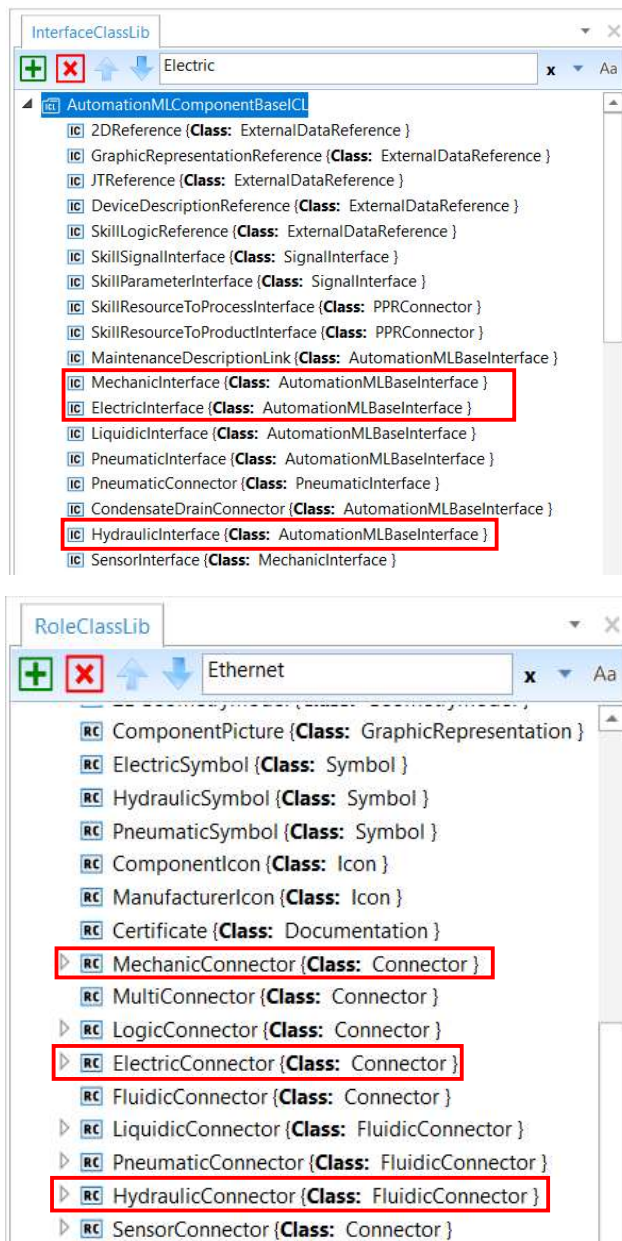 InterfaceClassLib
Electric x Aa
ICL AutomationMLComponentBaseICL
IC 2DReference {Class: ExternalDataReference }
IC GraphicRepresentationReference {Class: ExternalDataReference }
IC JTReference {Class: ExternalDataReference }
IC DeviceDescriptionReference {Class: ExternalDataReference }
IC SkillLogicReference {Class: ExternalDataReference }
IC SkillSignalInterface {Class: SignalInterface }
IC SkillParameterInterface {Class: SignalInterface }
IC SkillResourceToProcessInterface {Class: PPRConnector }
IC SkillResourceToProductInterface {Class: PPRConnector }
IC MaintenanceDescriptionLink {Class: AutomationMLBaseInterface }
IC MechanicInterface {Class: AutomationMLBaseInterface }
IC ElectricInterface {Class: AutomationMLBaseInterface }
IC LiquidicInterface {Class: AutomationMLBaseInterface }
IC PneumaticInterface {Class: AutomationMLBaseInterface }
IC PneumaticConnector {Class: PneumaticInterface }
IC CondensateDrainConnector {Class: AutomationMLBaseInterface }
IC HydraulicInterface {Class: AutomationMLBaseInterface }
IC SensorInterface {Class: MechanicInterface }
RoleClassLib
Ethernet x Aa
RC ComponentPicture {Class: GraphicRepresentation }
RC ElectricSymbol {Class: Symbol }
RC HydraulicSymbol {Class: Symbol }
RC PneumaticSymbol {Class: Symbol }
RC ComponentIcon {Class: Icon }
RC ManufacturerIcon {Class: Icon }
RC Certificate {Class: Documentation }
RC MechanicConnector {Class: Connector }
RC MultiConnector {Class: Connector }
RC LogicConnector {Class: Connector }
RC ElectricConnector {Class: Connector }
RC FluidicConnector {Class: Connector }
RC LiquidicConnector {Class: FluidicConnector }
RC PneumaticConnector {Class: FluidicConnector }
RC HydraulicConnector {Class: FluidicConnector }
RC SensorConnector {Class: Connector }